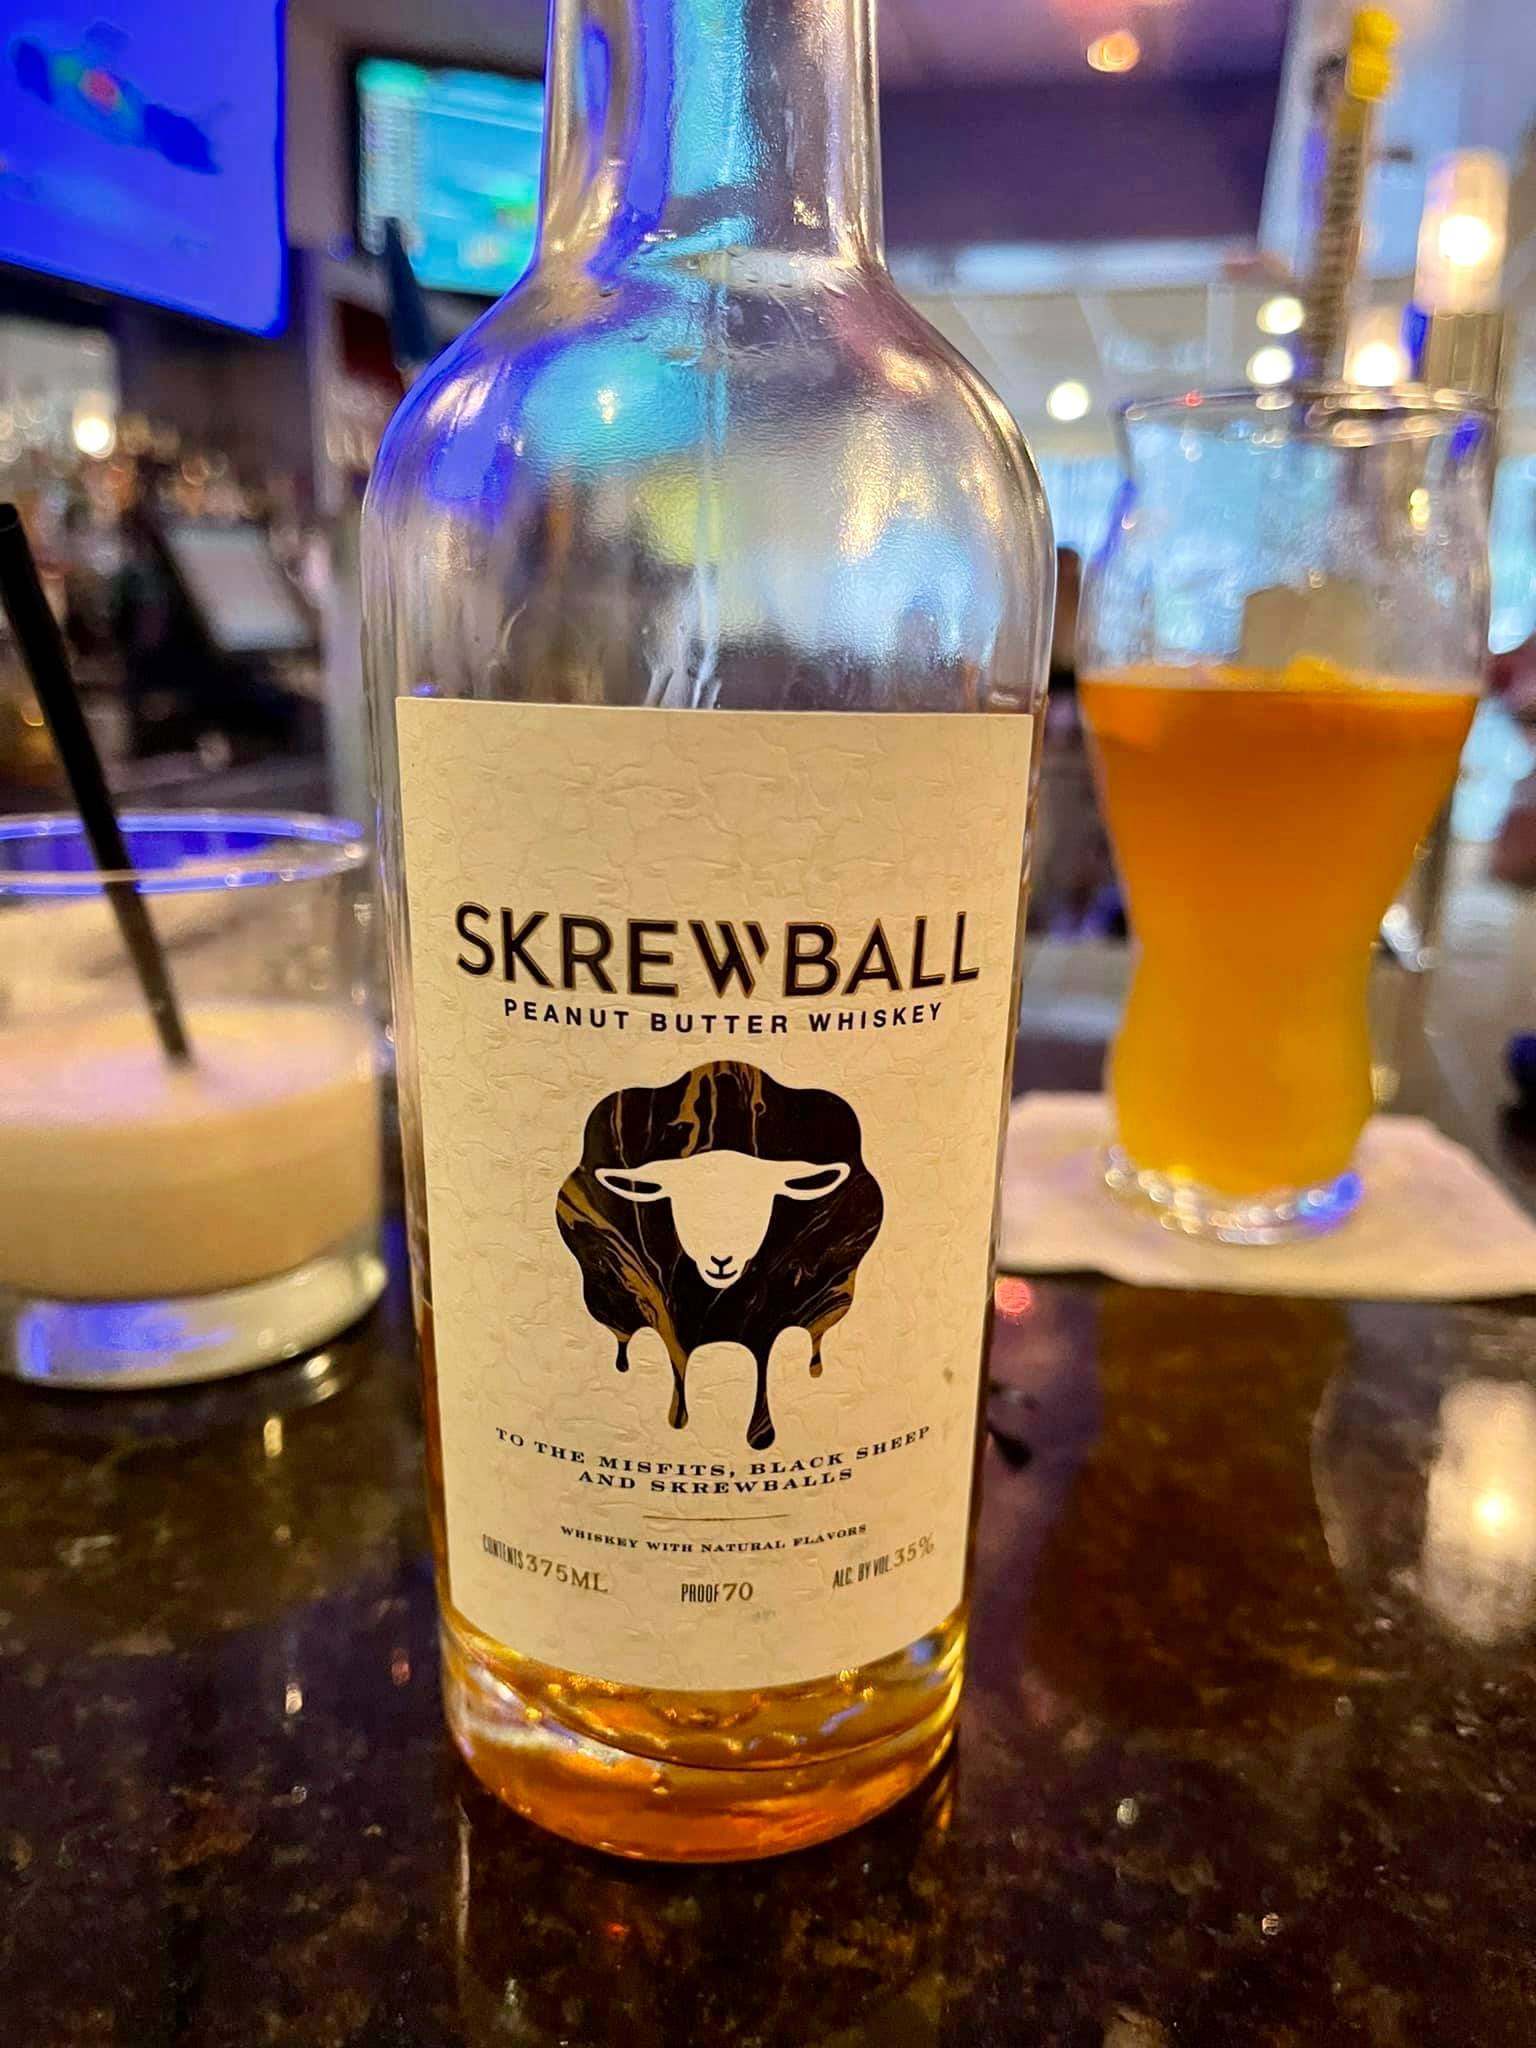 SKREWBALL
PEANUT BUTTER WHISKEY
TO THE MISFITS, BLACK SHEEP
AND SKREWBALLS
WHISKEY WITH NATURAL FLAVORS
CONTENTS 375ML
PROOF 70
ALC. BY VOL. 35%